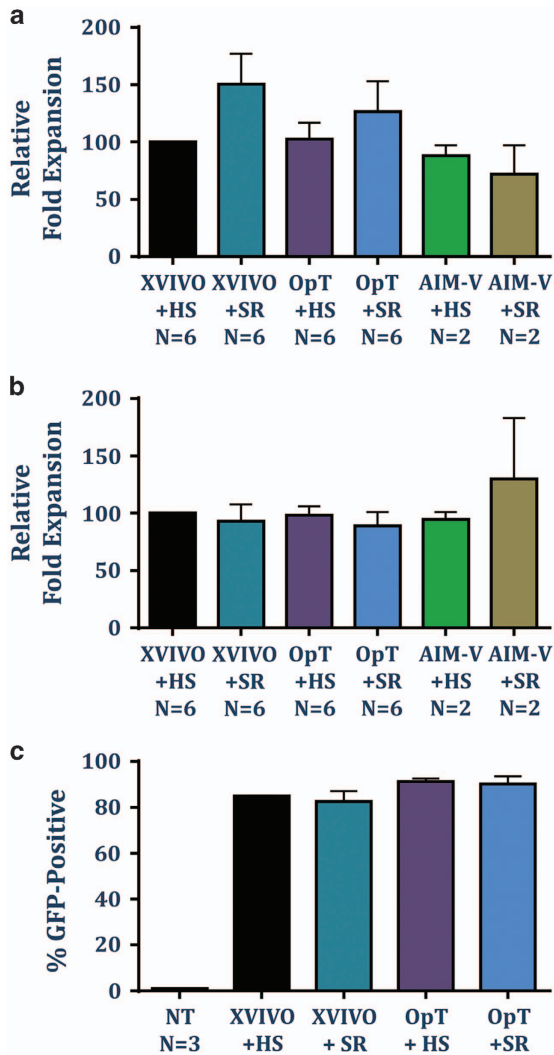 a
Relative
Fold Expansion
200
150
100
50
0
XVIVO XVIVO OpT OpT AIM-V AIM-V
+HS +SR +HS +SR +HS +SR
N=6 N=6 N=6 N=6 N=2 N=2
b
Relative
Fold Expansion
200
150
100
50
0
XVIVO XVIVO OpT OpT AIM-V AIM-V
+HS +SR +HS +SR +HS +SR
N=6 N=6 N=6 N=6 N=2 N=2
c
% GFP-Positive
100
80
60
40
20
0
NT XVIVO XVIVO OpT OpT
N=3 +HS + SR + HS +SR